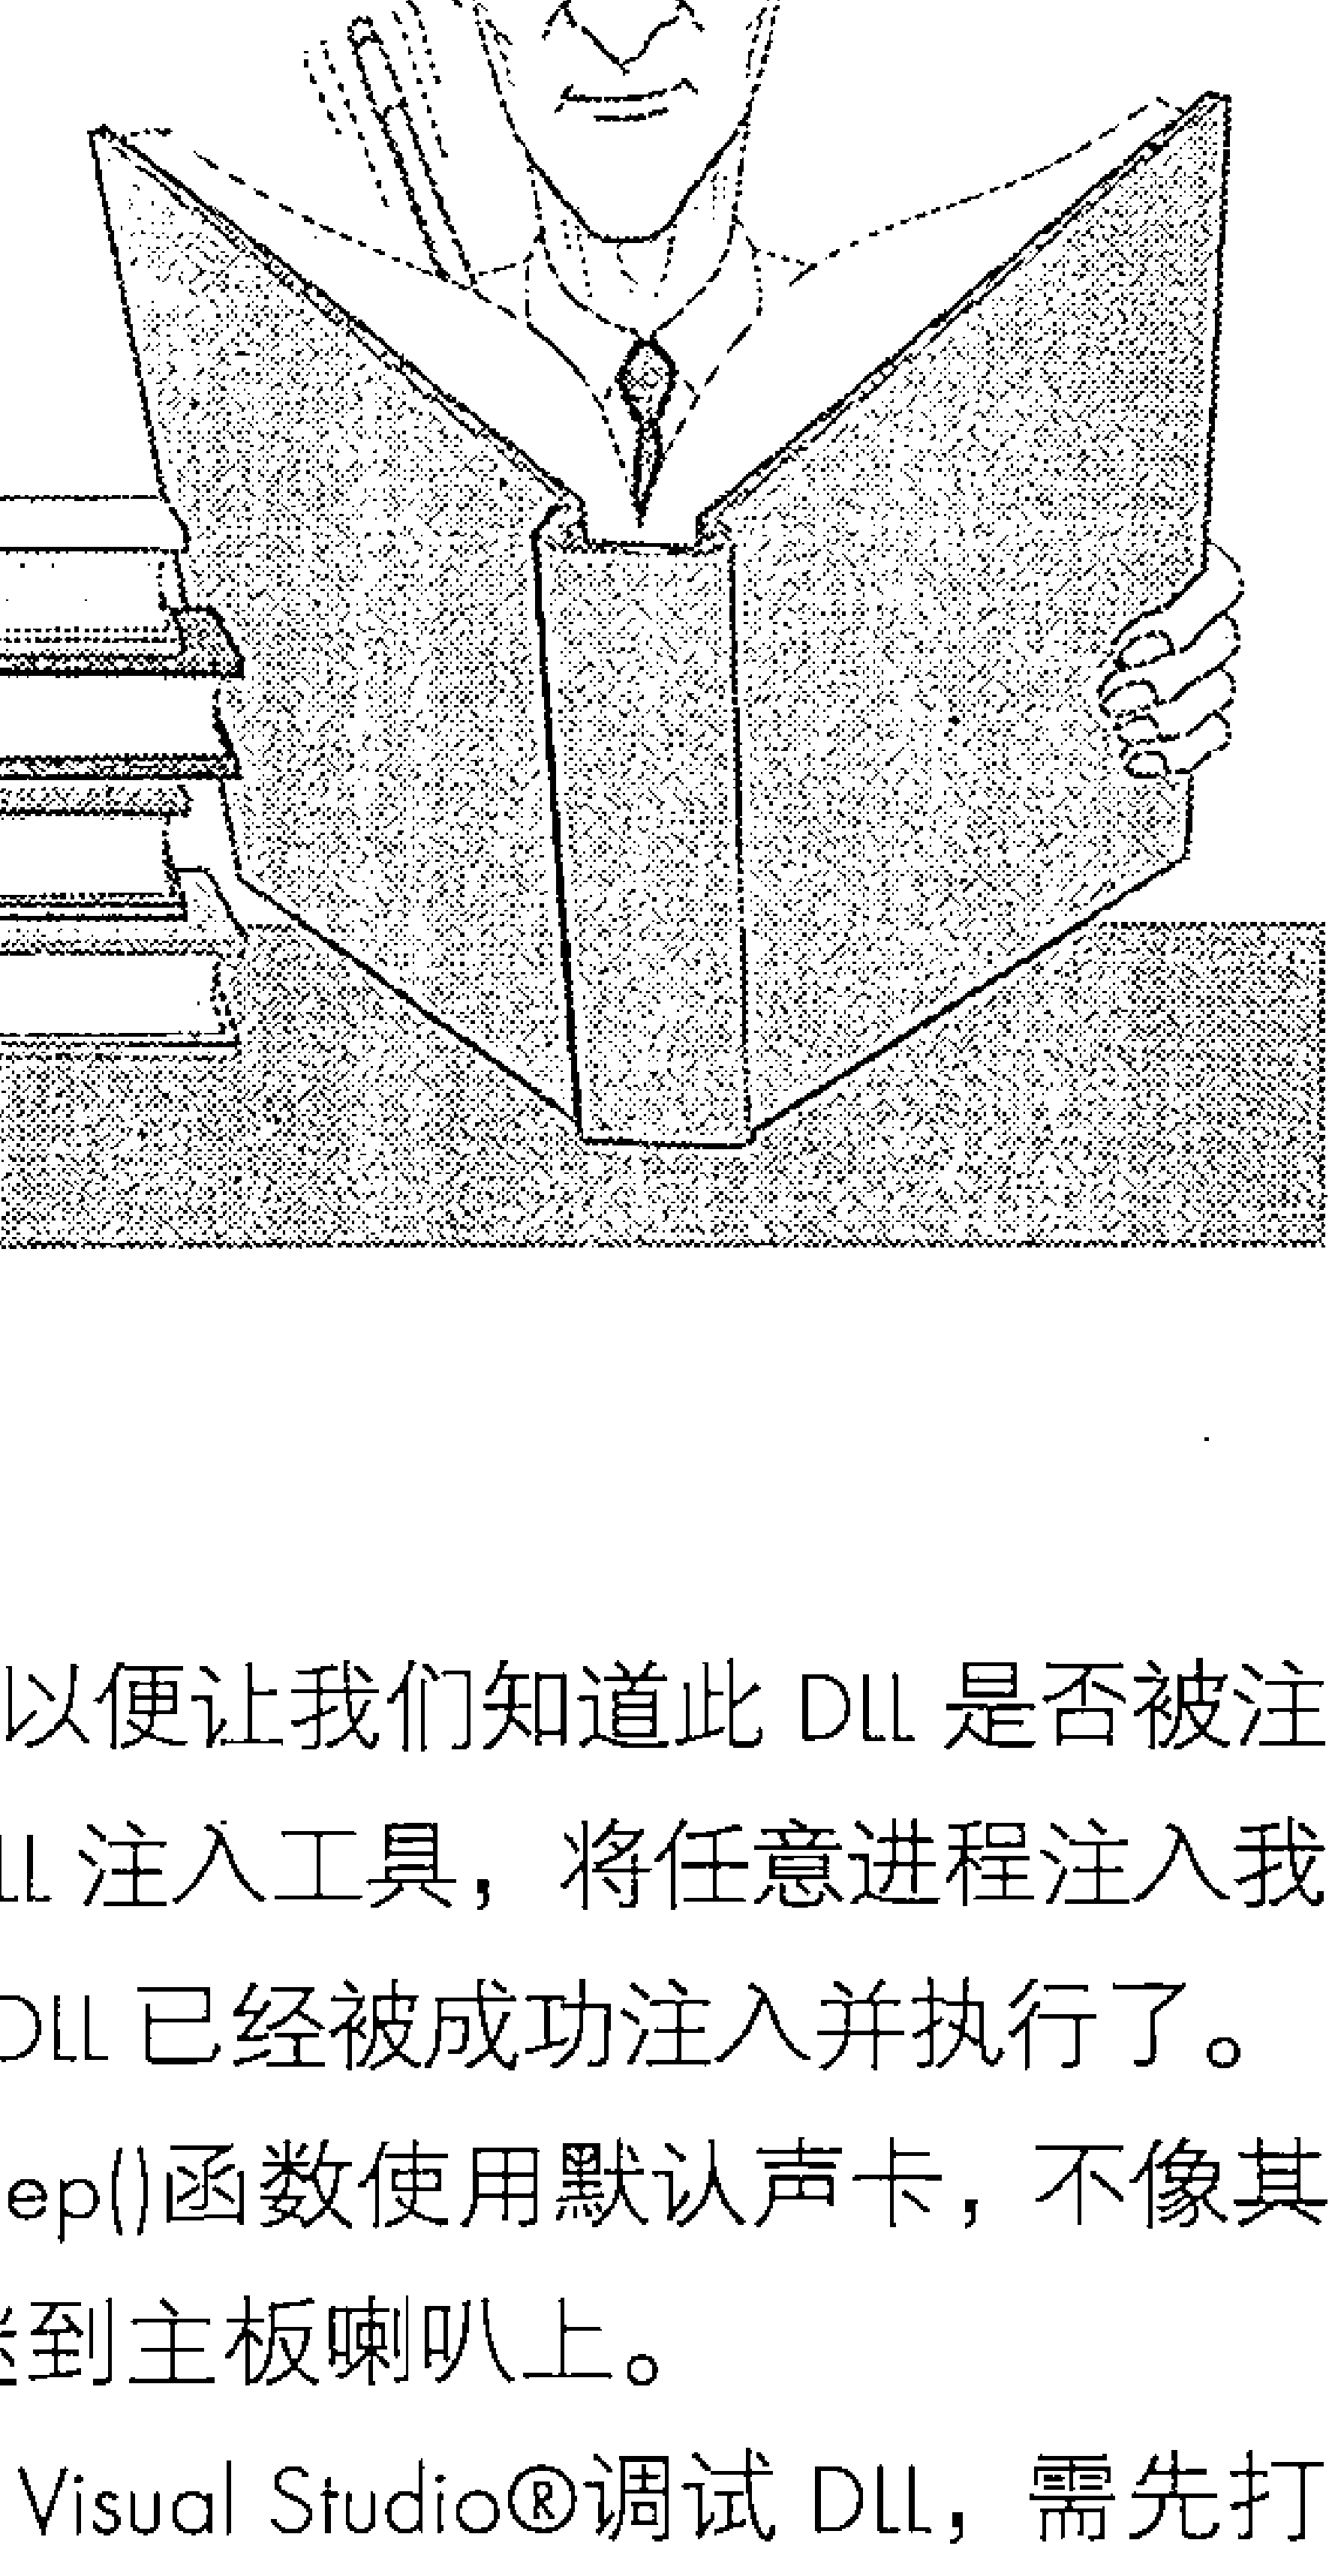 以便让我们知道此 DLL 是否被注
LL 注入工具，将任意进程注入我
DLL 已经被成功注入并执行了。
ep()函数使用默认声卡，不像其
到主板喇叭上。
Visual Studio®调试 DLL，需先打